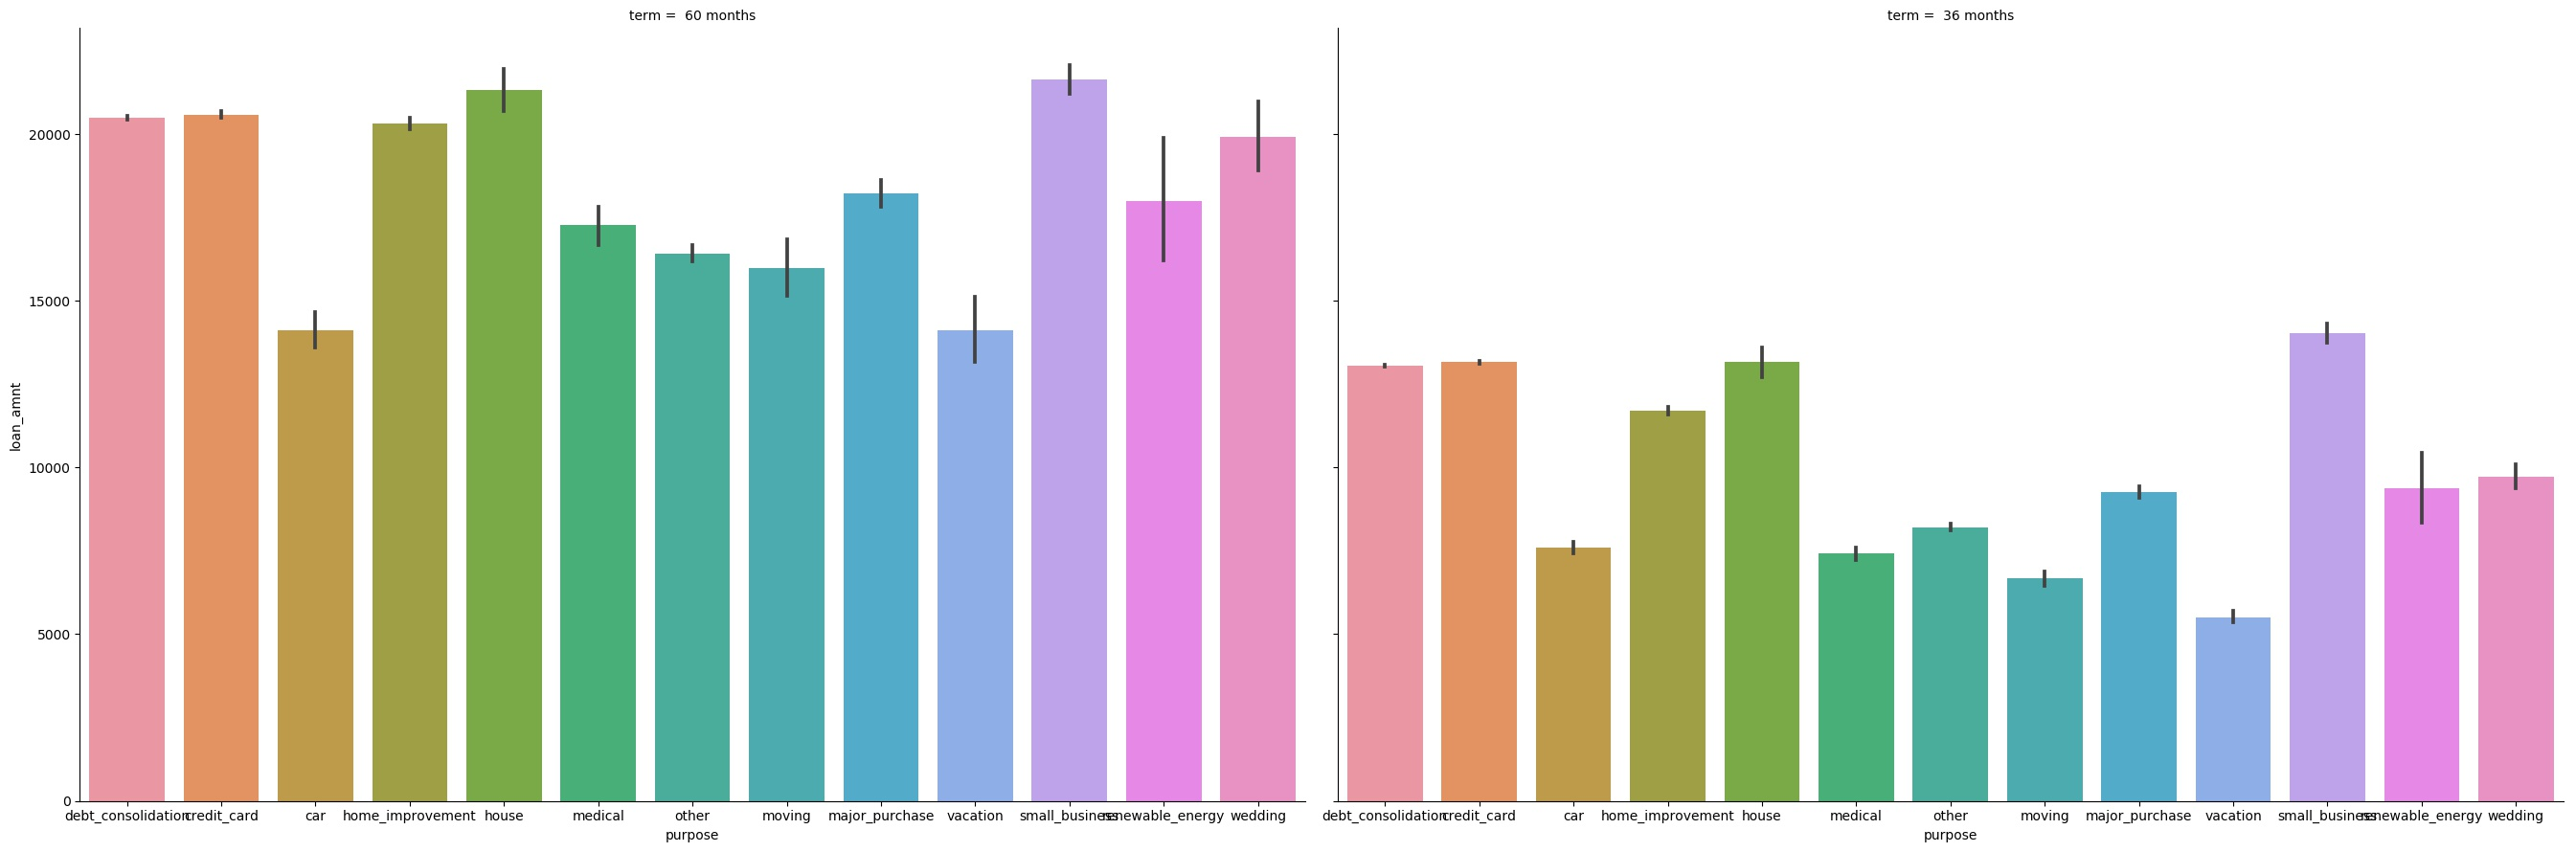 term =  60 months
term =  36 months
loan_amnt
20000
15000
10000
5000
0
debt_consolidation credit_card car home_improvement house medical other moving major_purchase vacation small_business renewable_energy wedding
purpose
debt_consolidation credit_card car home_improvement house medical other moving major_purchase vacation small_business renewable_energy wedding
purpose